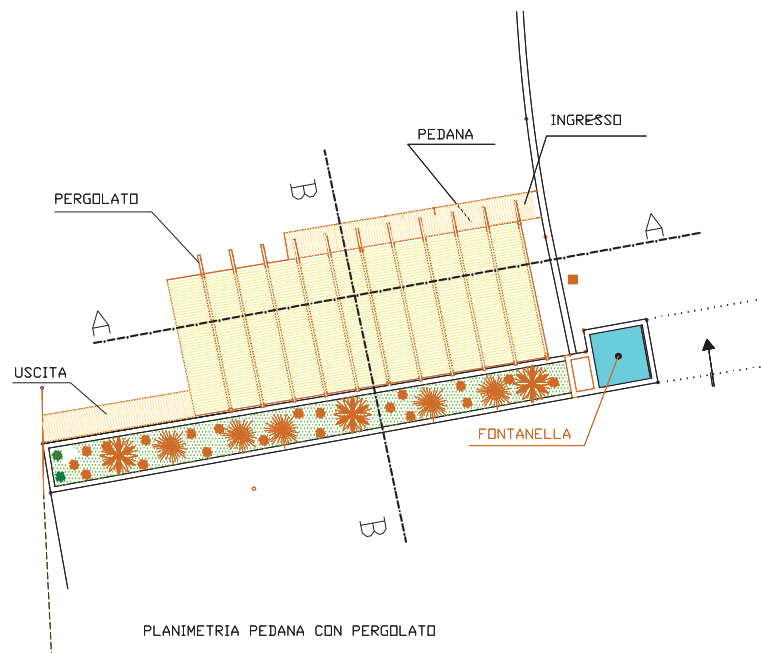 INGRESSO
PEDANA
B
PERGOLATO
A
A
USCITA
FONTANELLA
B
PLANIMETRIA PEDANA CON PERGOLATO